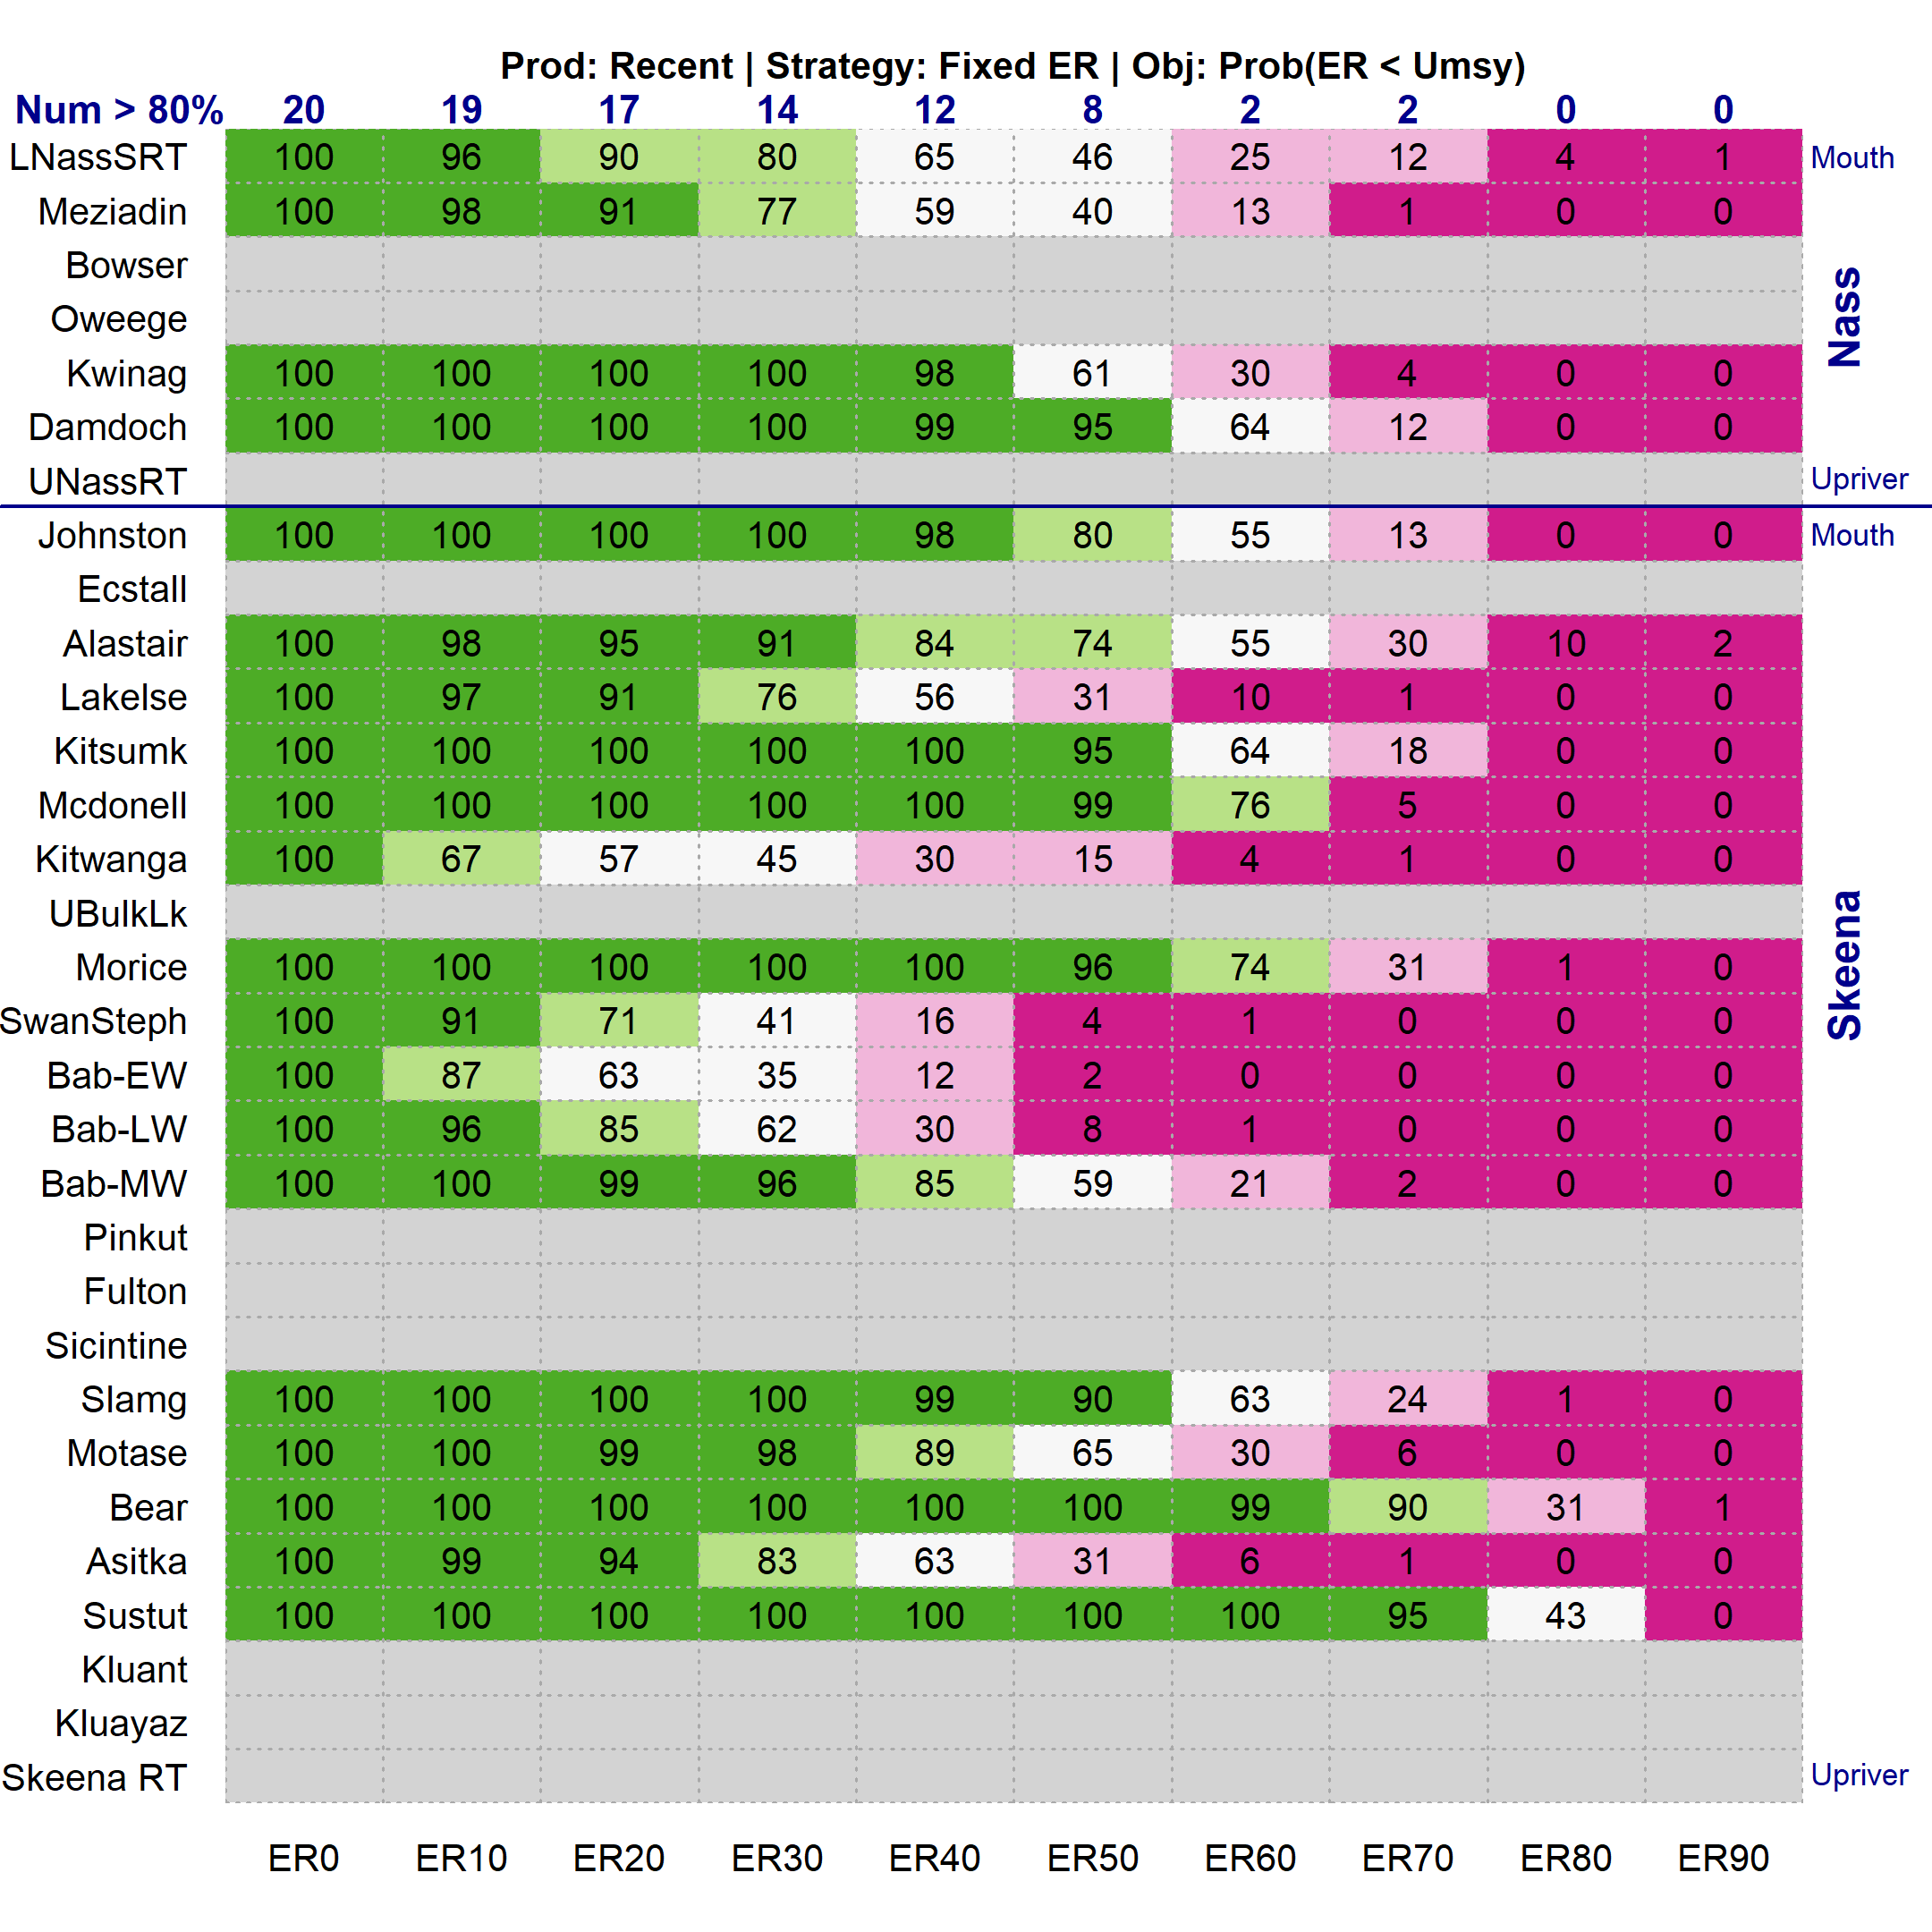 Prod: Recent | Strategy: Fixed ER | Obj: Prob(ER < Umsy)
Num > 80% 20 19 17 14 12 8 2 2 0 0
LNassSRT 100 96 90 80 65 46 25 12 4 1 Mouth
Meziadin 100 98 91 77 59 40 13 1 0 0
Bowser
Oweege
Nass
Kwinag 100 100 100 100 98 61 30 4 0 0
Damdoch 100 100 100 100 99 95 64 12 0 0
UNassRT Upriver
Johnston 100 100 100 100 98 80 55 13 0 0 Mouth
Ecstall
Alastair 100 98 95 91 84 74 55 30 10 2
Lakelse 100 97 91 76 56 31 10 1 0 0
Kitsumk 100 100 100 100 100 95 64 18 0 0
Mcdonell 100 100 100 100 100 99 76 5 0 0
Kitwanga 100 67 57 45 30 15 4 1 0 0
UBulkLk
Morice 100 100 100 100 100 96 74 31 1 0
Skeena
SwanSteph 100 91 71 41 16 4 1 0 0 0
Bab-EW 100 87 63 35 12 2 0 0 0 0
Bab-LW 100 96 85 62 30 8 1 0 0 0
Bab-MW 100 100 99 96 85 59 21 2 0 0
Pinkut
Fulton
Sicintine
Slamg 100 100 100 100 99 90 63 24 1 0
Motase 100 100 99 98 89 65 30 6 0 0
Bear 100 100 100 100 100 100 99 90 31 1
Asitka 100 99 94 83 63 31 6 1 0 0
Sustut 100 100 100 100 100 100 100 95 43 0
Kluant
Kluayaz
Skeena RT Upriver
ER0 ER10 ER20 ER30 ER40 ER50 ER60 ER70 ER80 ER90